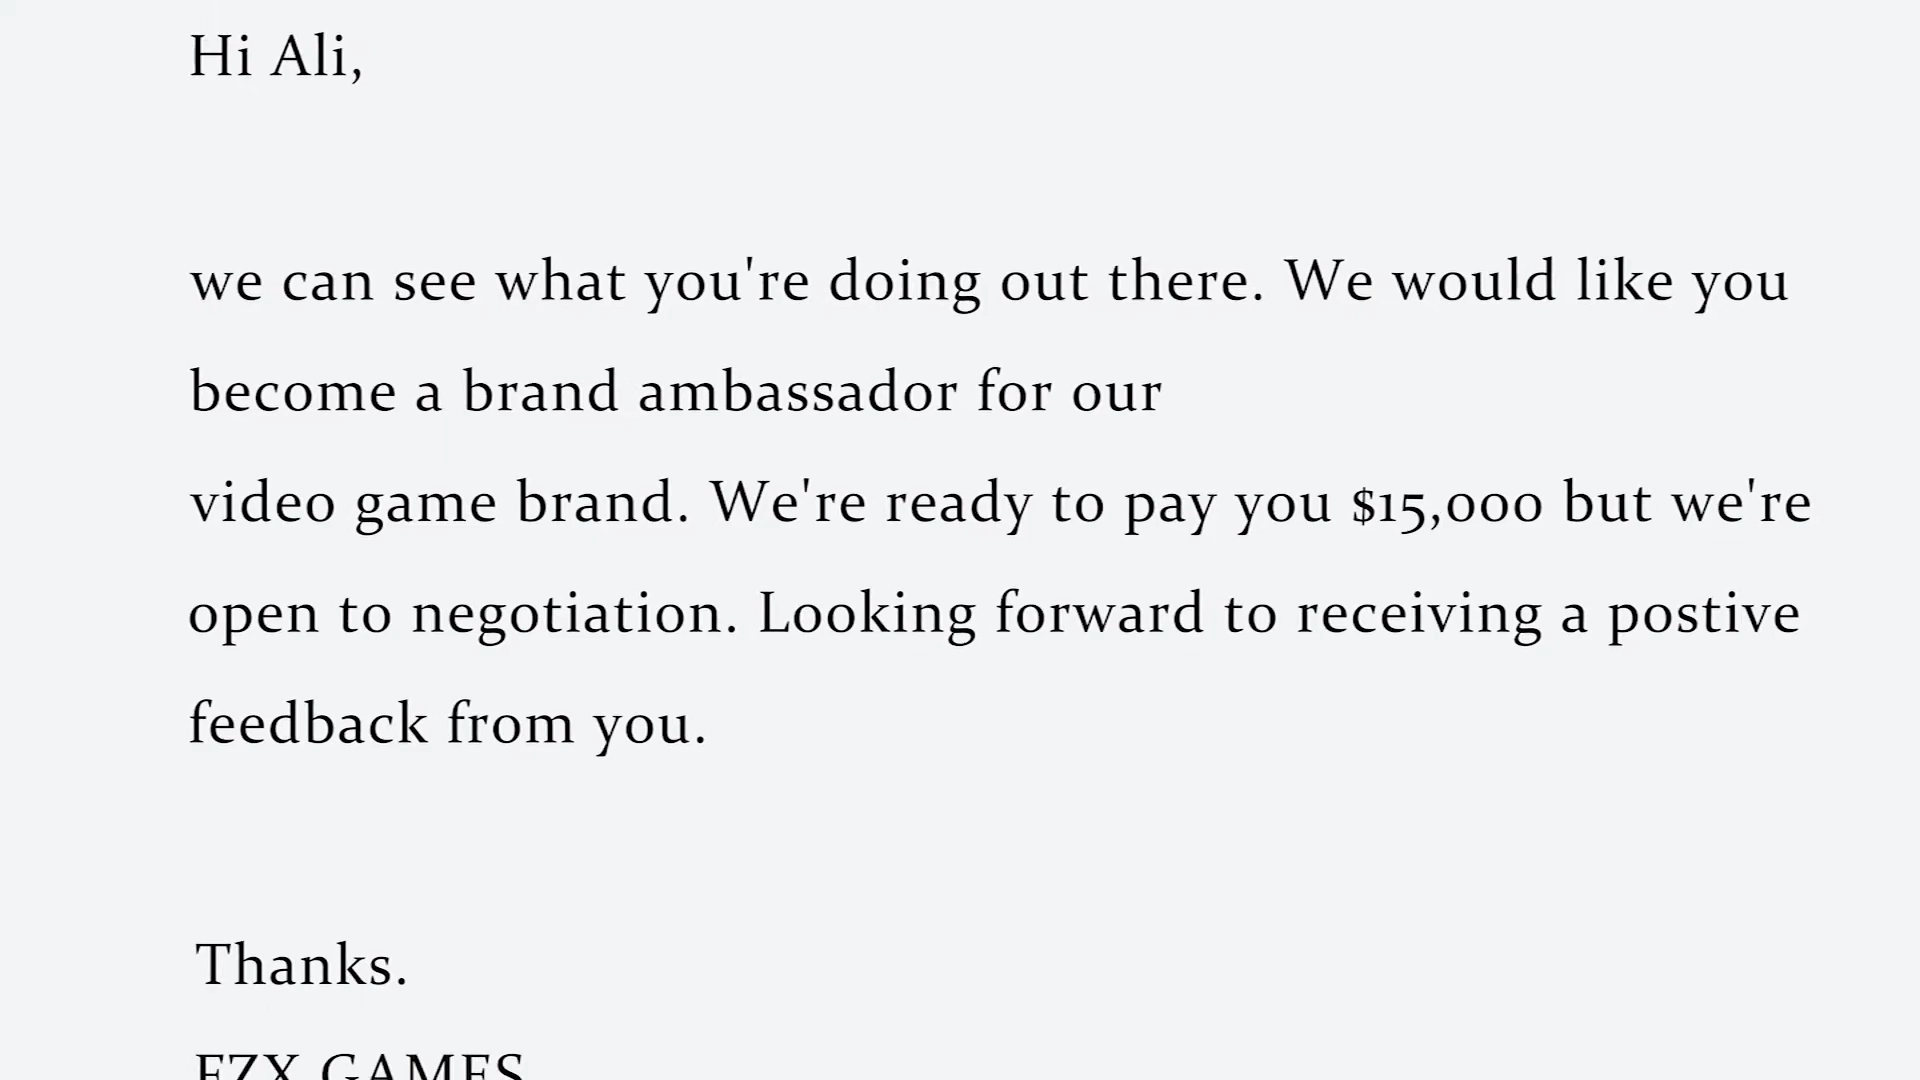 Hi Ali,
we can see what you're doing out there. We would like you
become a brand ambassador for our
video game brand. We're ready to pay you $15,000 but we're
open to negotiation. Looking forward to receiving a postive
feedback from you.
Thanks.
GAMES